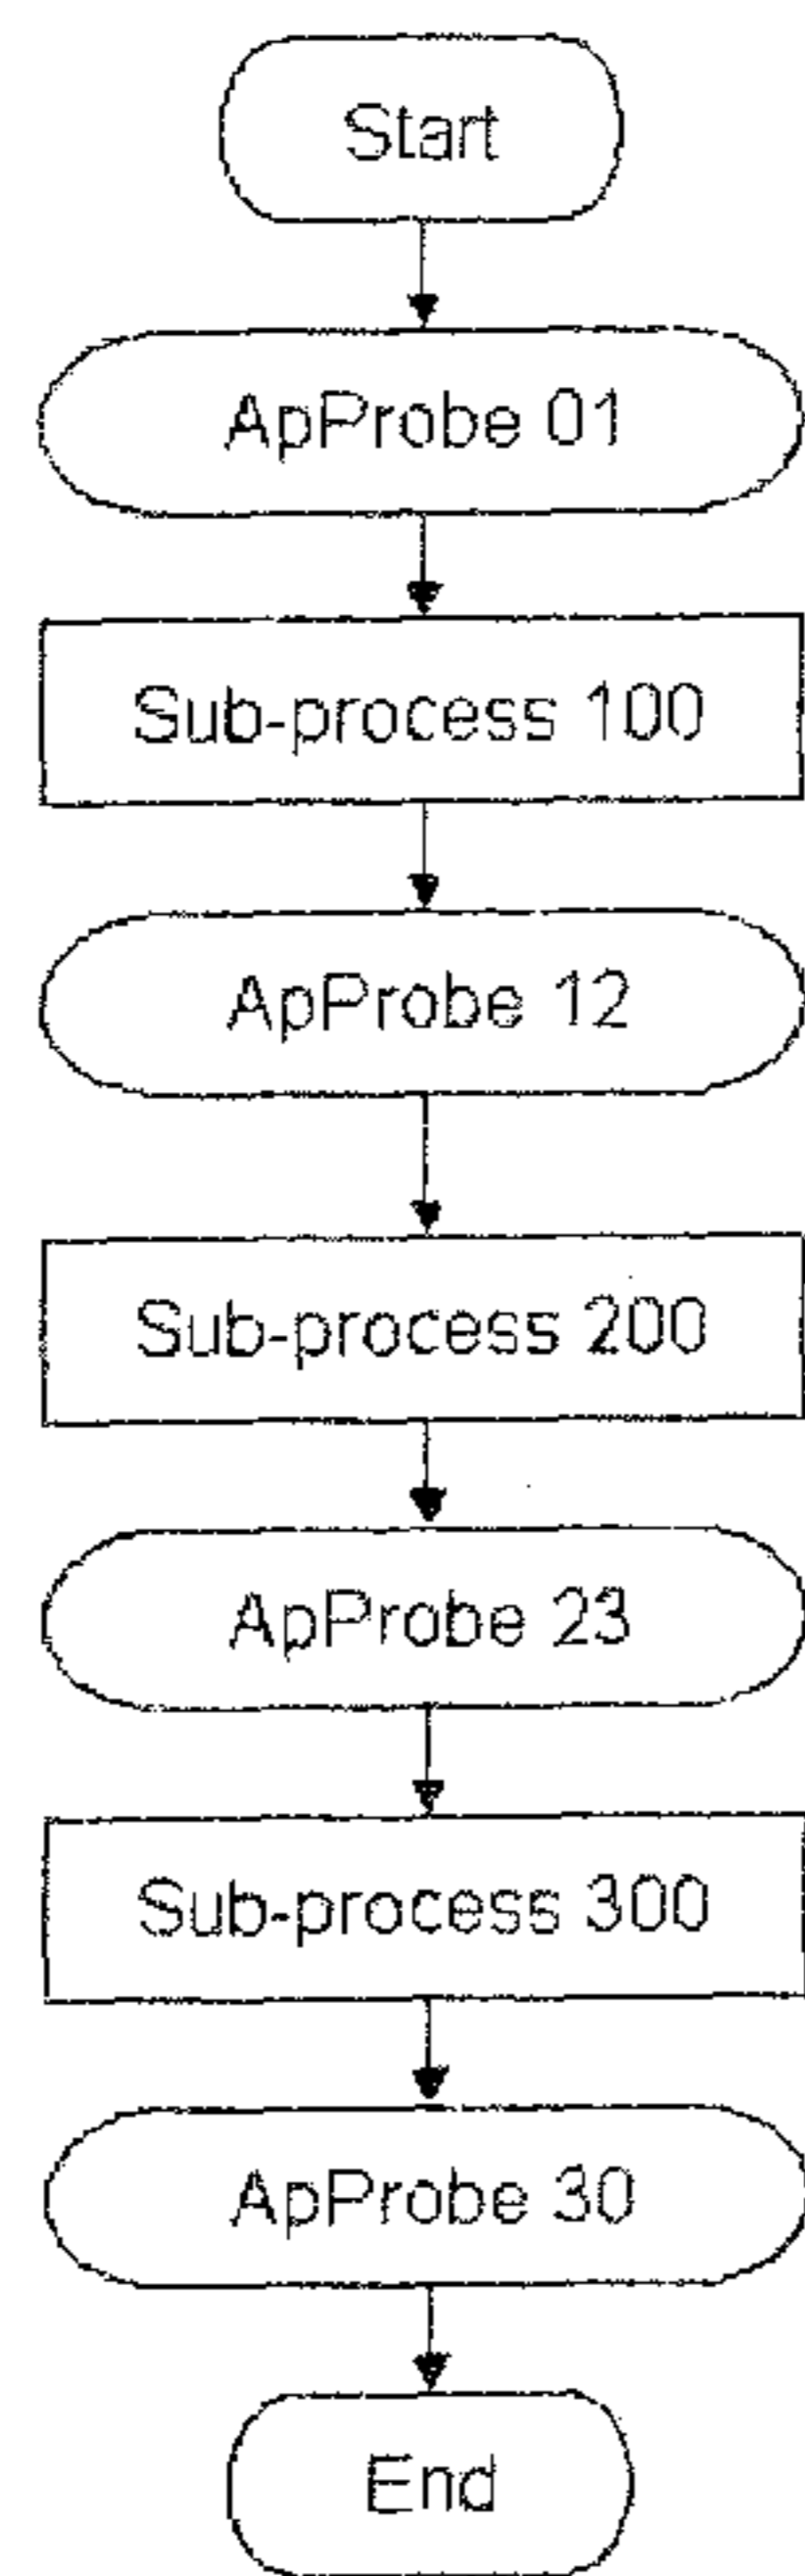 Start
ApProbe 01
Sub-process 100
ApProbe 12
Sub-process 200
ApProbe 23
Sub-process 300
ApProbe 30
End